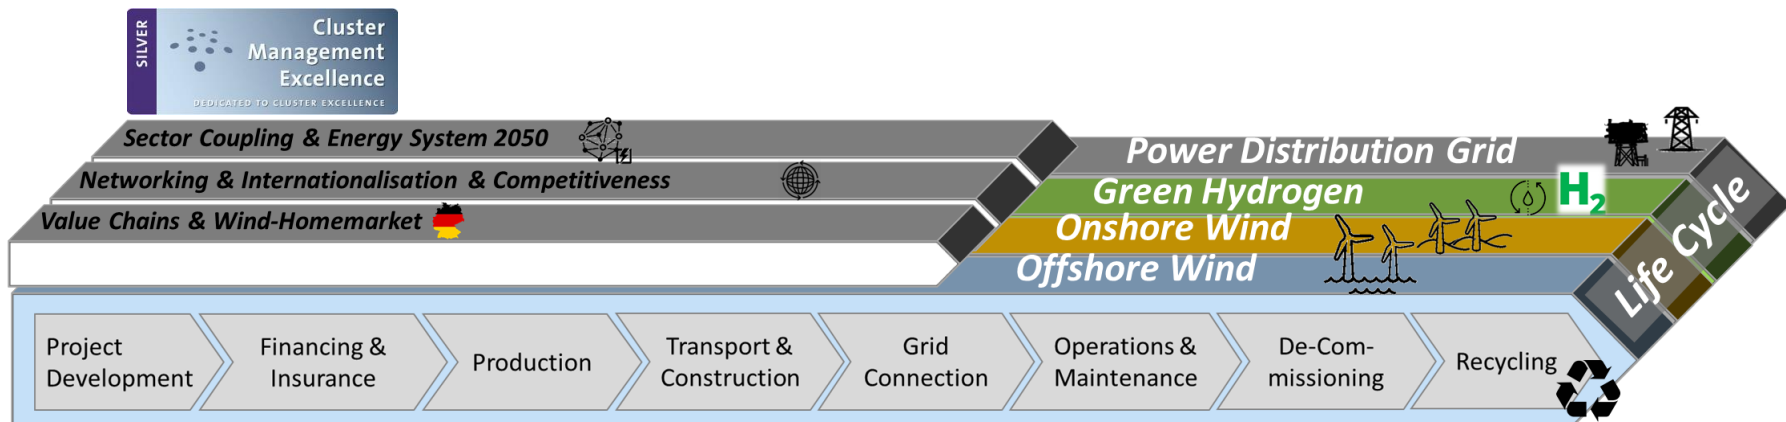 SILVER
Cluster
Management
Excellence
DEDICATED TO CLUSTER EXCELLENCE
Sector Coupling & Energy System 2050
Networking & Internationalisation & Competitiveness
Value Chains & Wind-Homemarket
Power Distribution Grid
Green Hydrogen
H₂
Onshore Wind
Offshore Wind
Life Cycle
Project
Development
Financing &
Insurance
Production
Transport &
Construction
Grid
Connection
Operations &
Maintenance
De-Com-
missioning
Recycling